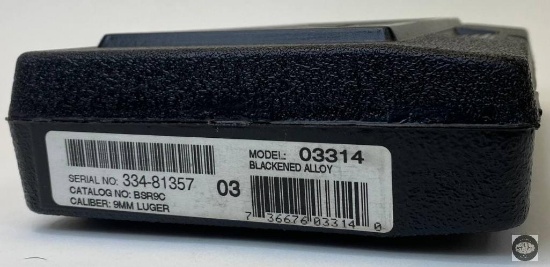 SERIAL NO: 334-81357
CATALOG NO: BSR9C
CALIBER: 9MM LUGER
03
MODEL: 03314
BLACKENED ALLOY
7 36676 03314 0